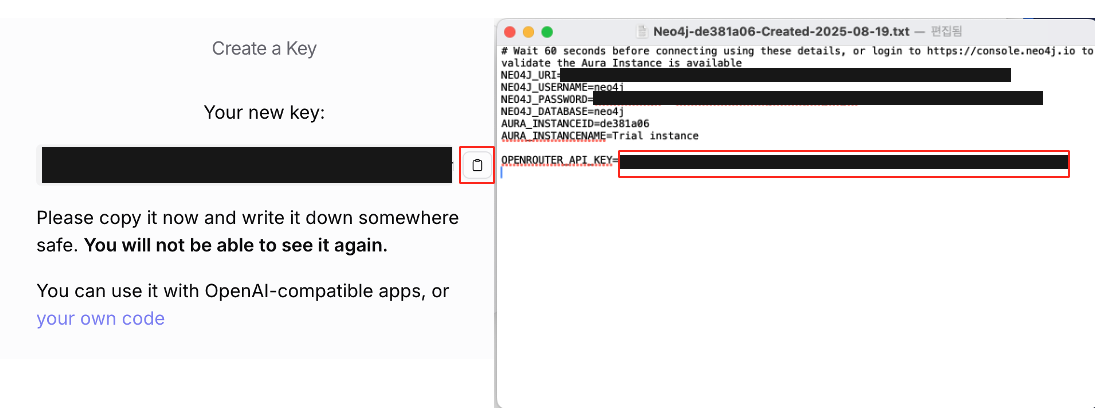 Create a Key
Your new key:
Please copy it now and write it down somewhere
safe. You will not be able to see it again.
You can use it with OpenAI-compatible apps, or
your own code
Neo4j-de381a06-Created-2025-08-19.txt — 편집됨
# Wait 60 seconds before connecting using these details, or login to https://console.neo4j.io to
validate the Aura Instance is available
NEO4J_URI=
NEO4J_USERNAME=neo4j
NEO4J_PASSWORD=
NEO4J_DATABASE=neo4j
AURA_INSTANCEID=de381a06
AURA_INSTANCENAME=Trial instance
OPENROUTER_API_KEY=